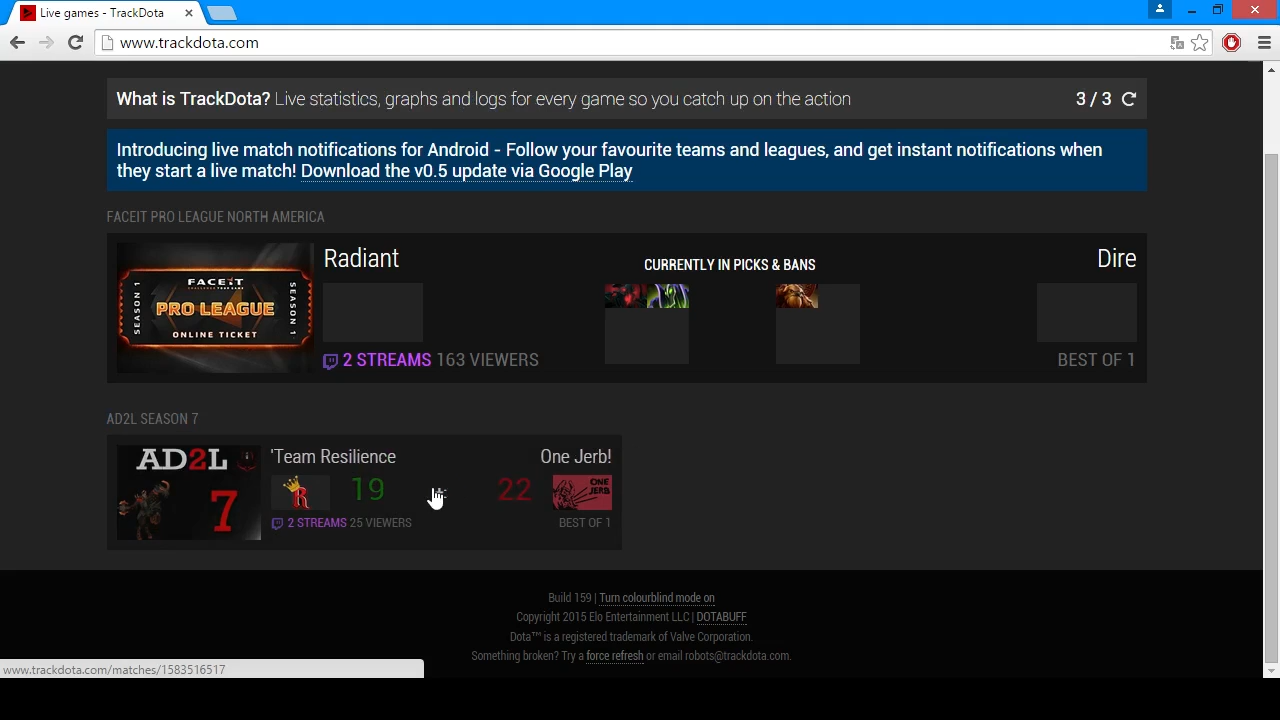 Live games - TrackDota
www.trackdota.com
What is TrackDota? Live statistics, graphs and logs for every game so you catch up on the action
3 / 3
Introducing live match notifications for Android - Follow your favourite teams and leagues, and get instant notifications when
they start a live match! Download the v0.5 update via Google Play
FACEIT PRO LEAGUE NORTH AMERICA
SEASON 1
FACEIT
PRO LEAGUE
ONLINE TICKET
SEASON 1
Radiant
CURRENTLY IN PICKS & BANS
Dire
2 STREAMS 163 VIEWERS
BEST OF 1
AD2L SEASON 7
AD2L
7
'Team Resilience
One Jerb!
R
19
22
ONE
JERB
2 STREAMS 25 VIEWERS
BEST OF 1
Build 159 | Turn colourblind mode on
Copyright 2015 Elo Entertainment LLC | DOTABUFF
Dota™ is a registered trademark of Valve Corporation.
Something broken? Try a force refresh or email robots@trackdota.com.
www.trackdota.com/matches/1583516517